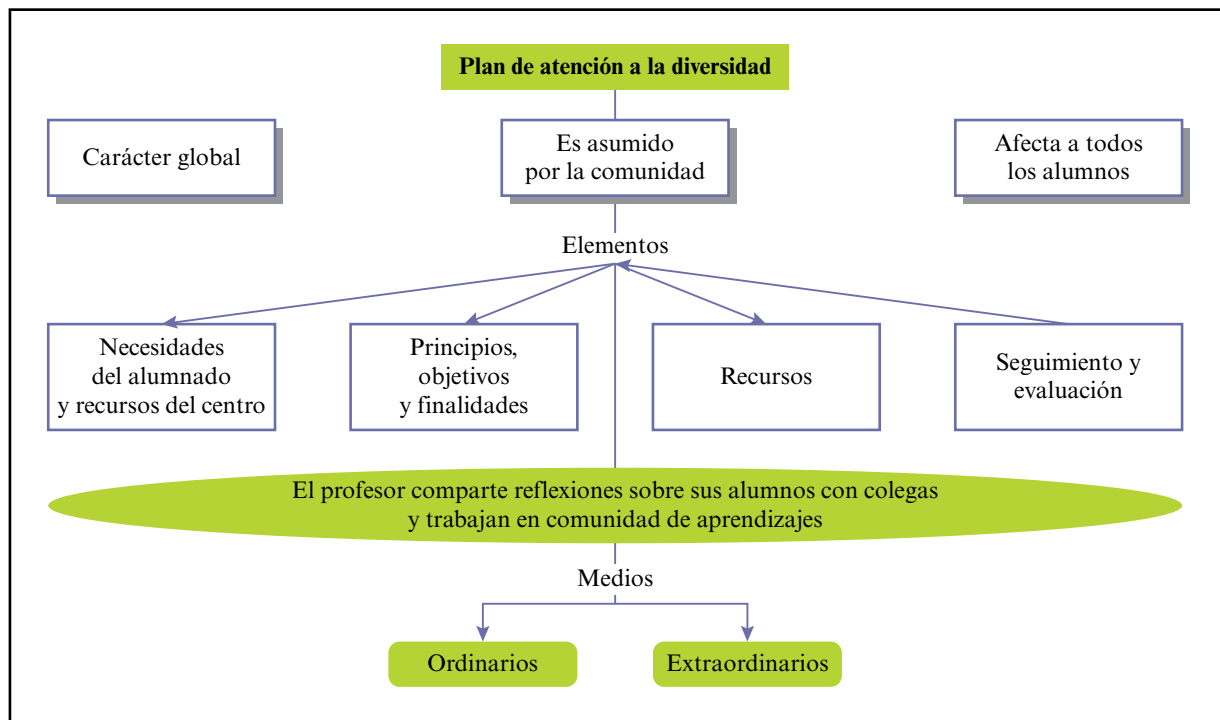 Plan de atención a la diversidad
Carácter global
Es asumido
por la comunidad
Afecta a todos
los alumnos
Elementos
Necesidades
del alumnado
y recursos del centro
Principios,
objetivos
y finalidades
Recursos
Seguimiento y
evaluación
El profesor comparte reflexiones sobre sus alumnos con colegas
y trabajan en comunidad de aprendizajes
Medios
Ordinarios
Extraordinarios